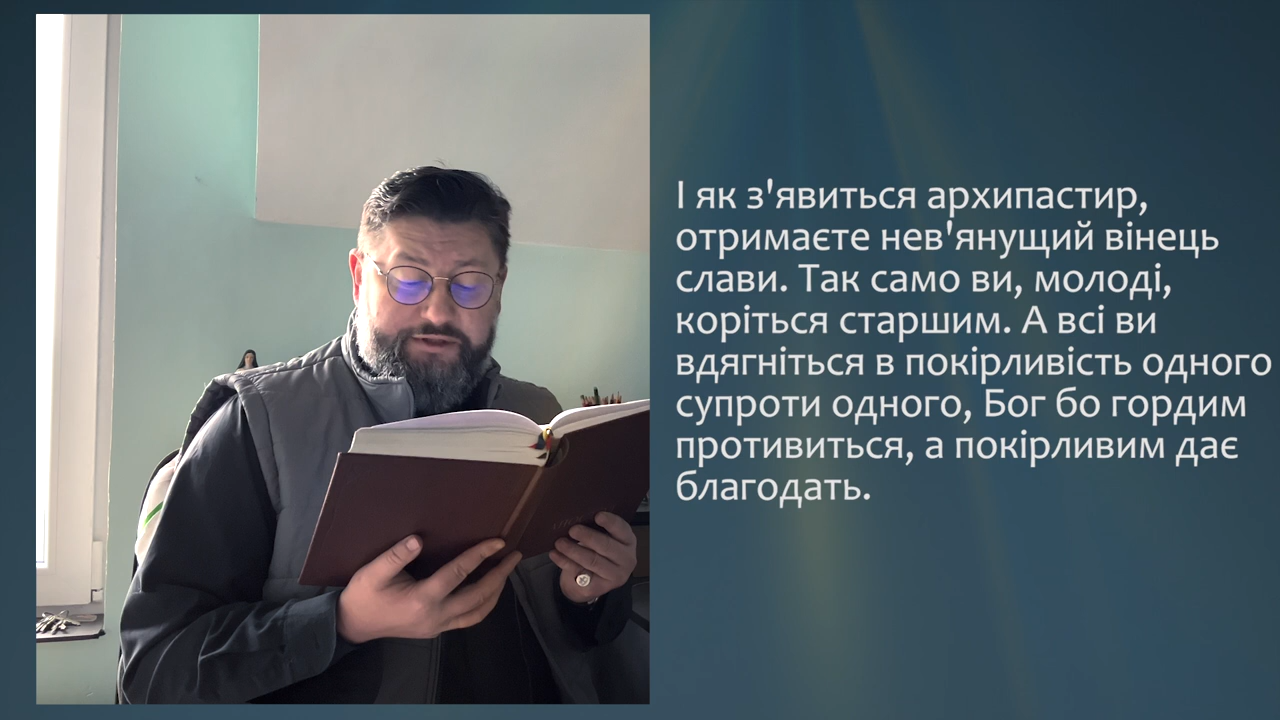 І як з'явиться архипастир,
отримаєте нев'янущий вінець
слави. Так само ви, молоді,
коріться старшим. А всі ви
вдягніться в покірливість одного
супроти одного, Бог бо гордим
противиться, а покірливим дає
благодать.